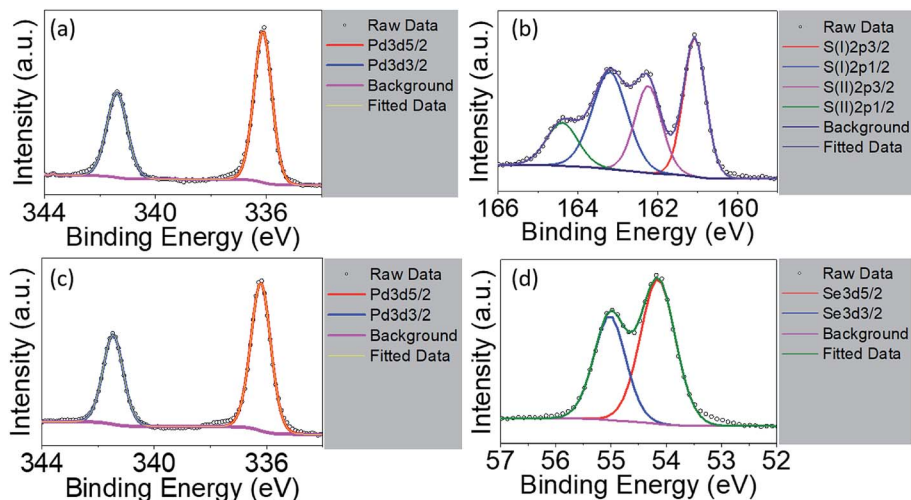 (a)
Intensity (a.u.)
Raw Data
Pd3d5/2
Pd3d3/2
Background
Fitted Data
344 340 336
Binding Energy (eV)
(b)
Intensity (a.u.)
Raw Data
S(I)2p3/2
S(I)2p1/2
S(II)2p3/2
S(II)2p1/2
Background
Fitted Data
166 164 162 160
Binding Energy (eV)
(c)
Intensity (a.u.)
Raw Data
Pd3d5/2
Pd3d3/2
Background
Fitted Data
344 340 336
Binding Energy (eV)
(d)
Intensity (a.u.)
Raw Data
Se3d5/2
Se3d3/2
Background
Fitted Data
57 56 55 54 53 52
Binding Energy (eV)